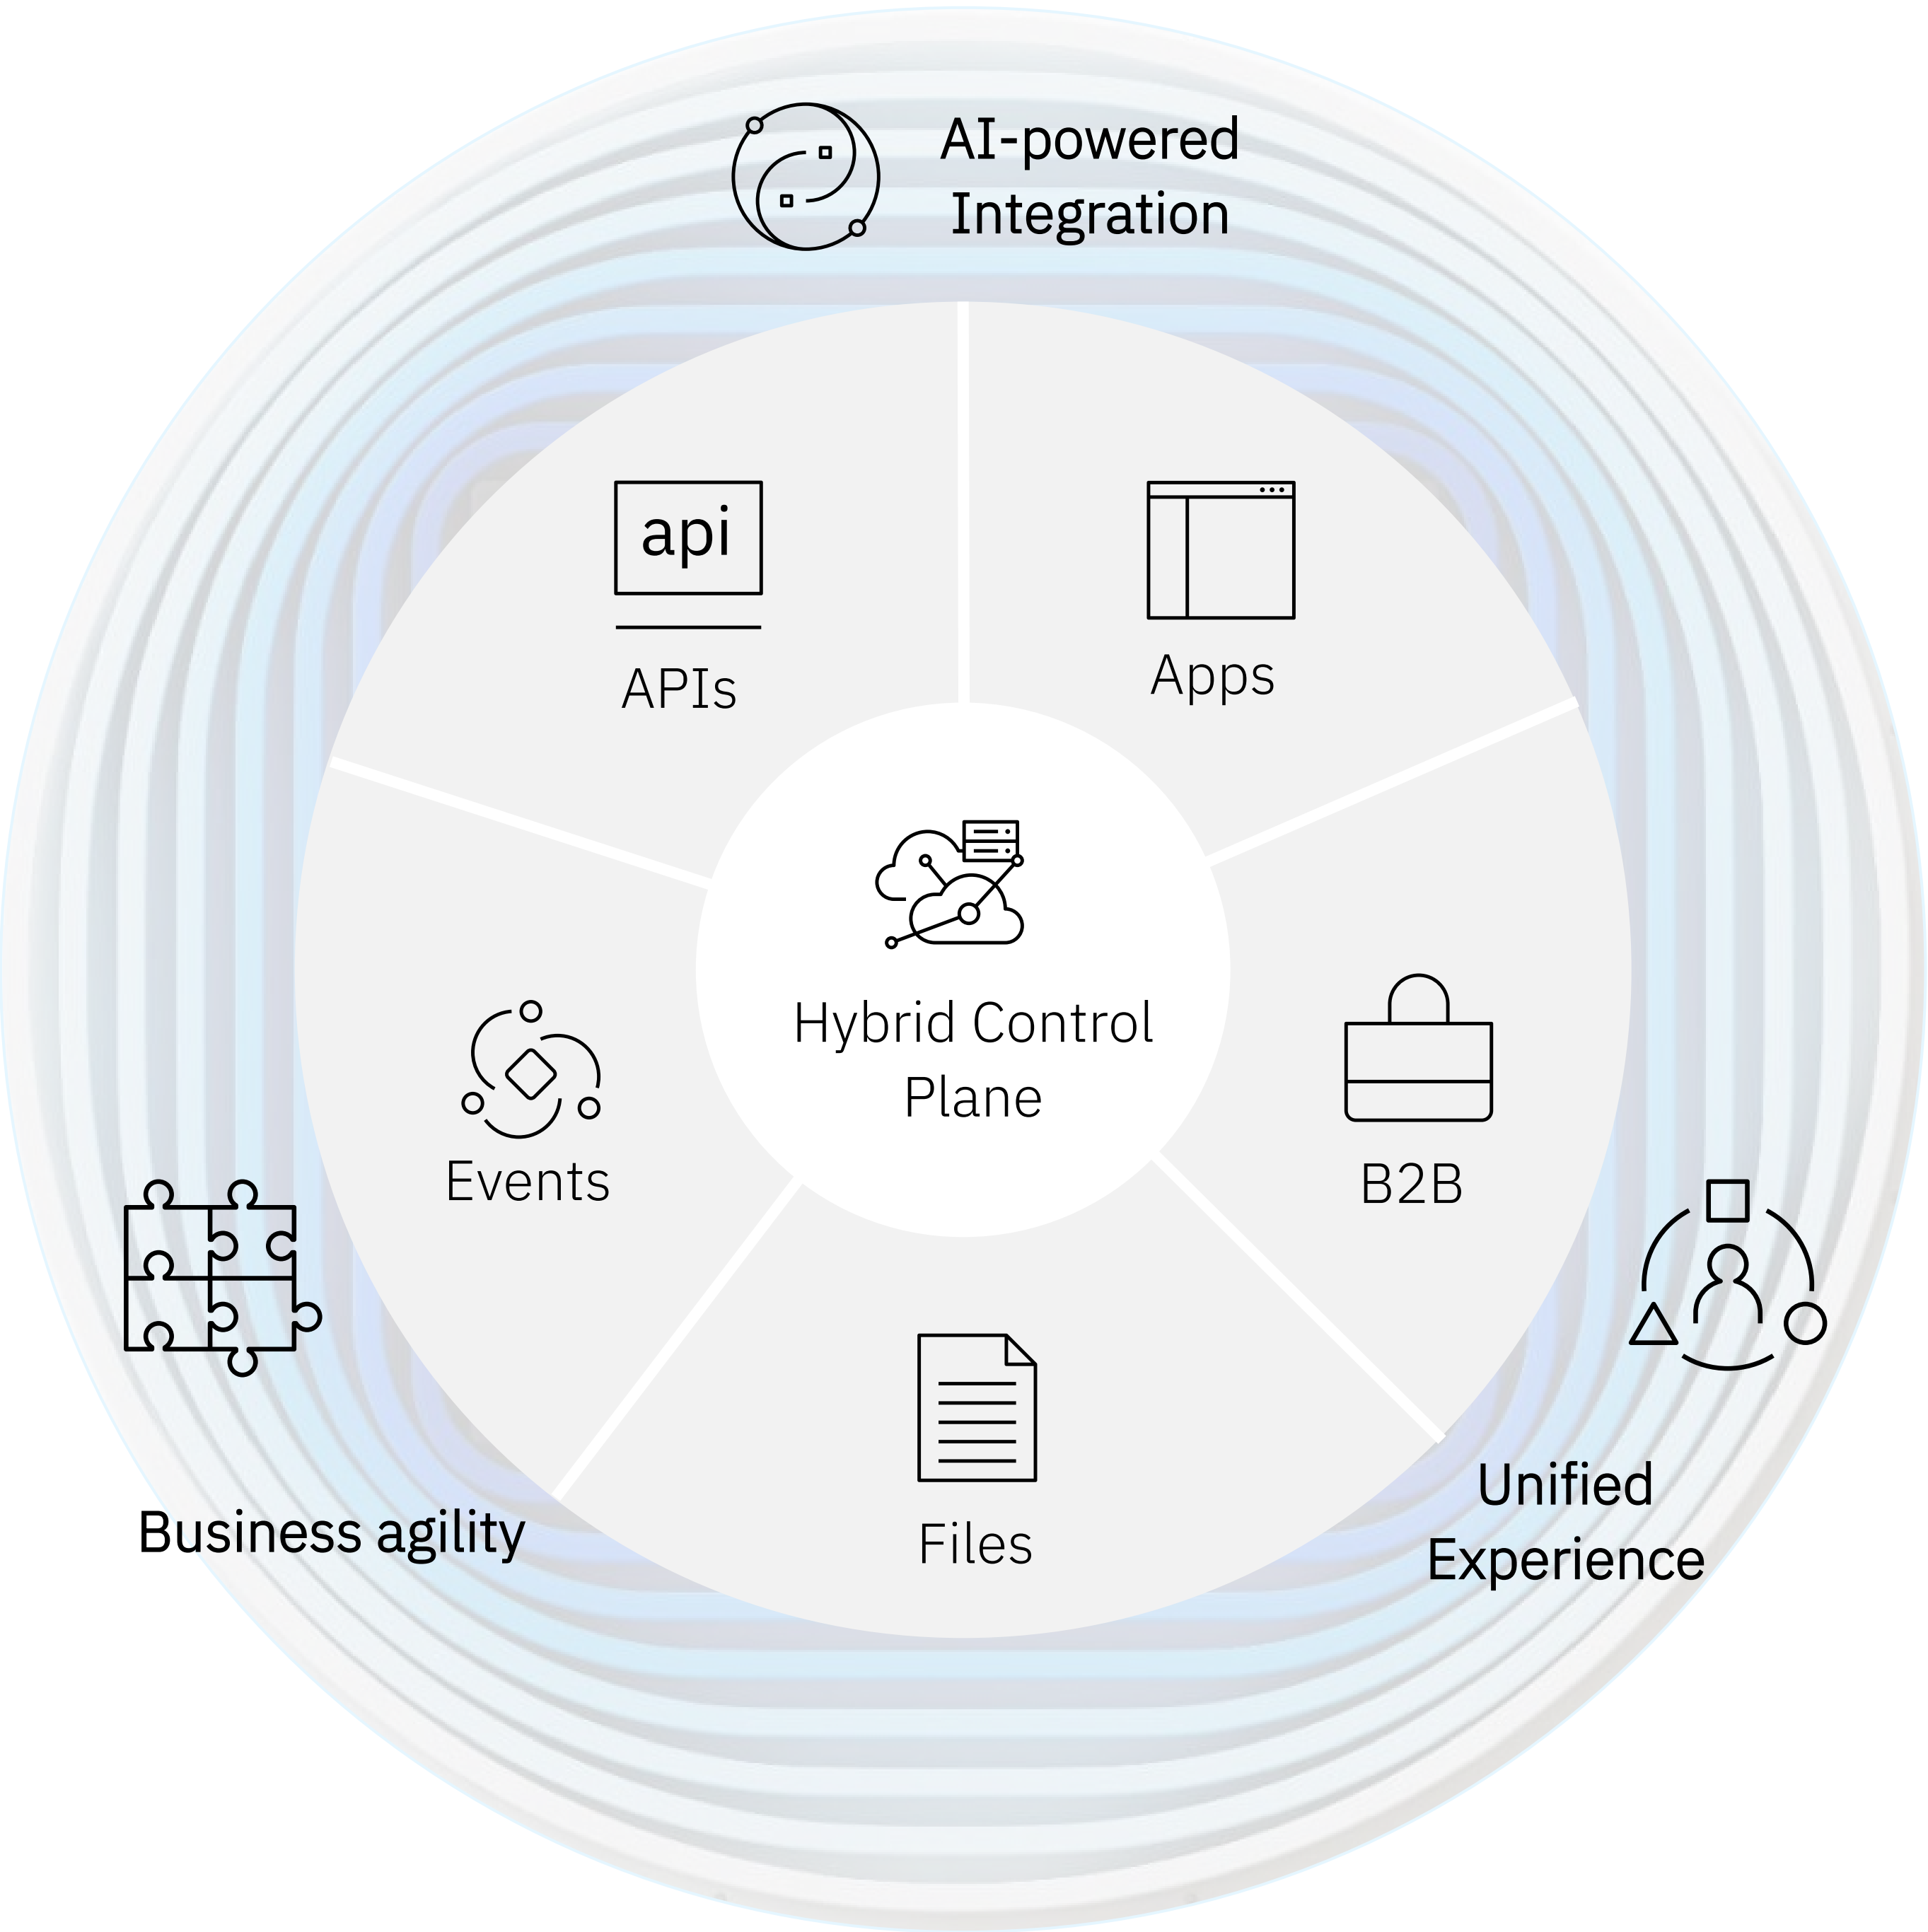 AI-powered
Integration
api
APIs
Apps
Hybrid Control
Plane
Events
B2B
Files
Business agility
Unified
Experience